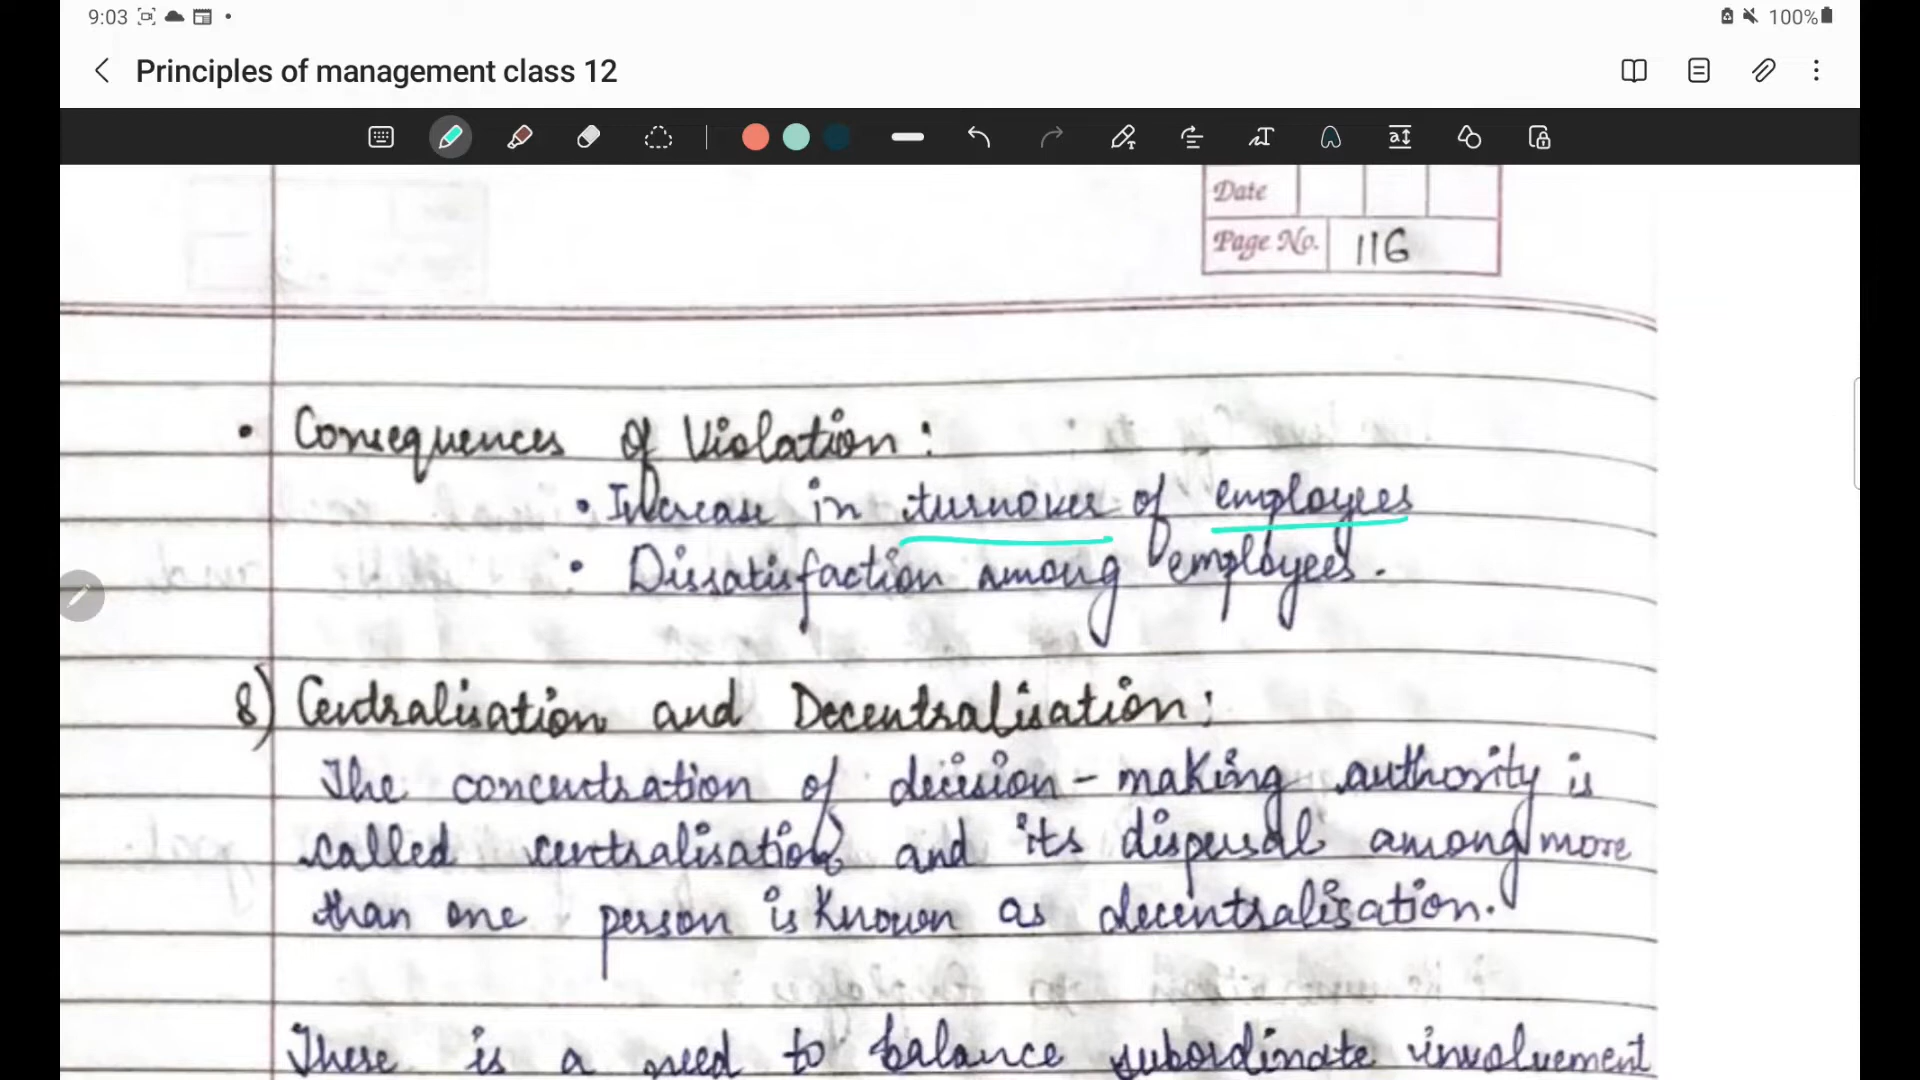 9:03
100%
Principles of management class 12
Date
Page No. 116
• Consequences of Violation:
• Increase in turnover of employees
• Dissatisfaction among employees.
8) Centralisation and Decentralisation:
The concentration of decision-making authority is
called centralisation and its dispersal among more
than one person is known as decentralisation.
There is a need to balance subordinate involvement